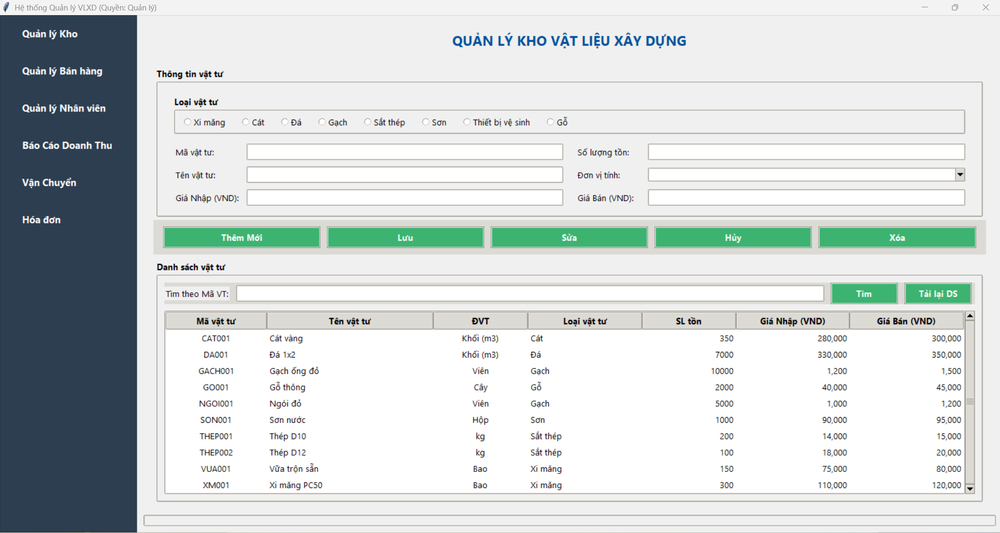 Hệ thống Quản lý VLXD (Quyền: Quản lý)
Quản lý Kho
Quản lý Bán hàng
Quản lý Nhân viên
Báo Cáo Doanh Thu
Vận Chuyển
Hóa đơn
QUẢN LÝ KHO VẬT LIỆU XÂY DỰNG
Thông tin vật tư
Loại vật tư
Xi măng Cát Đá Gạch Sắt thép Sơn Thiết bị vệ sinh Gỗ
Mã vật tư: Số lượng tồn:
Tên vật tư: Đơn vị tính:
Giá Nhập (VND): Giá Bán (VND):
Thêm Mới Lưu Sửa Hủy Xóa
Danh sách vật tư
Tìm theo Mã VT: Tìm Tải lại DS
Mã vật tư Tên vật tư ĐVT Loại vật tư SL tồn Giá Nhập (VND) Giá Bán (VND)
CAT001 Cát vàng Khối (m3) Cát 350 280,000 300,000
DA001 Đá 1x2 Khối (m3) Đá 7000 330,000 350,000
GACH001 Gạch ống đỏ Viên Gạch 10000 1,200 1,500
GO001 Gỗ thông Cây Gỗ 2000 40,000 45,000
NGOI001 Ngói đỏ Viên Gạch 5000 1,000 1,200
SON001 Sơn nước Hộp Sơn 1000 90,000 95,000
THEP001 Thép D10 kg Sắt thép 200 14,000 15,000
THEP002 Thép D12 kg Sắt thép 100 18,000 20,000
VUA001 Vữa trộn sẵn Bao Xi măng 150 75,000 80,000
XM001 Xi măng PC50 Bao Xi măng 300 110,000 120,000